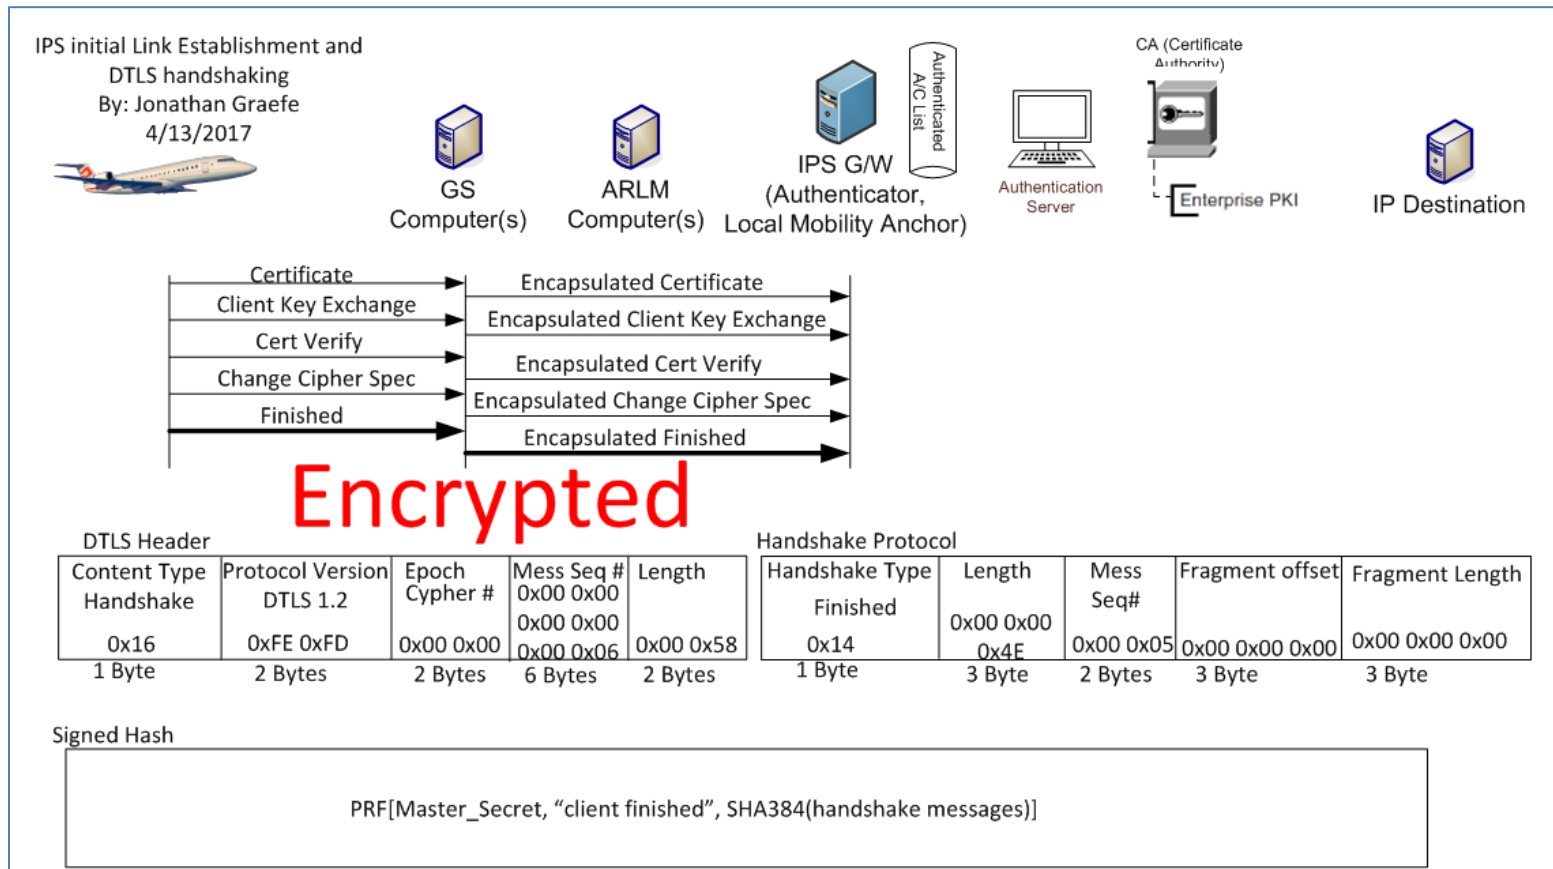 IPS initial Link Establishment and
DTLS handshaking
By: Jonathan Graefe
4/13/2017
GS
Computer(s)
ARLM
Computer(s)
IPS G/W
(Authenticator,
Local Mobility Anchor)
Authenticated
A/C List
Authentication
Server
CA (Certificate
Authority)
Enterprise PKI
IP Destination
Certificate
Encapsulated Certificate
Client Key Exchange
Encapsulated Client Key Exchange
Cert Verify
Encapsulated Cert Verify
Change Cipher Spec
Encapsulated Change Cipher Spec
Finished
Encapsulated Finished
Encrypted
DTLS Header
Content Type
Handshake
0x16
1 Byte
Protocol Version
DTLS 1.2
0xFE 0xFD
2 Bytes
Epoch
Cypher #
0x00 0x00
2 Bytes
Mess Seq #
0x00 0x00
0x00 0x00
0x00 0x06
6 Bytes
Length
0x00 0x58
2 Bytes
Handshake Protocol
Handshake Type
Finished
0x14
1 Byte
Length
0x00 0x00
0x4E
3 Byte
Mess
Seq#
0x00 0x05
2 Bytes
Fragment offset
0x00 0x00 0x00
3 Byte
Fragment Length
0x00 0x00 0x00
3 Byte
Signed Hash
PRF[Master_Secret, “client finished”, SHA384(handshake messages)]